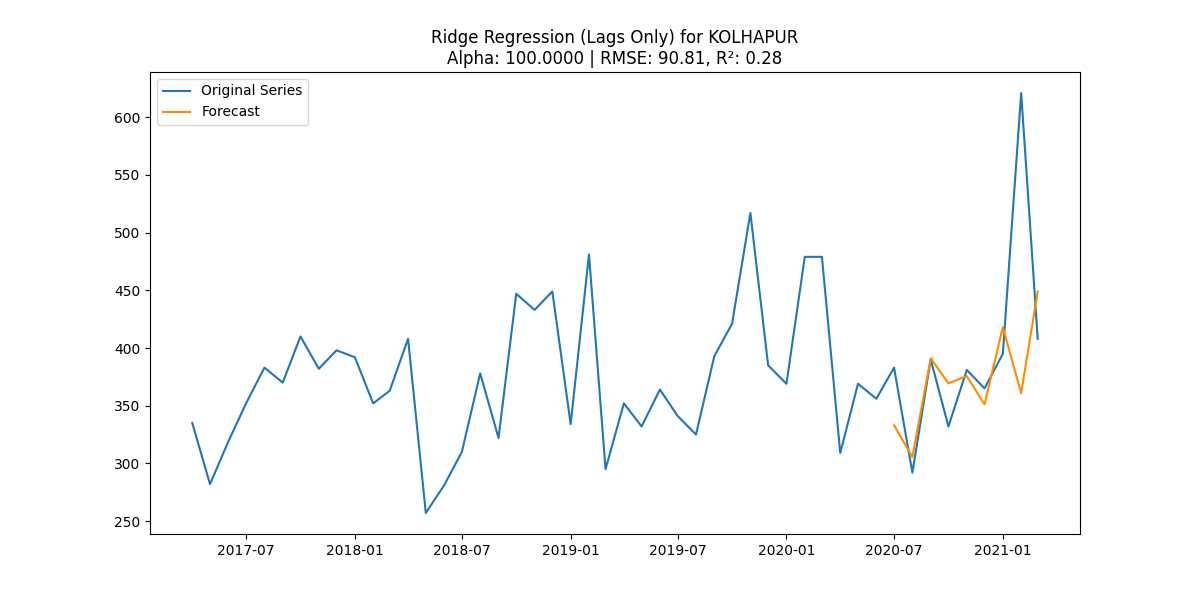 Ridge Regression (Lags Only) for KOLHAPUR
Alpha: 100.0000 | RMSE: 90.81, R²: 0.28
Original Series
Forecast
600
550
500
450
400
350
300
250
2017-07 2018-01 2018-07 2019-01 2019-07 2020-01 2020-07 2021-01